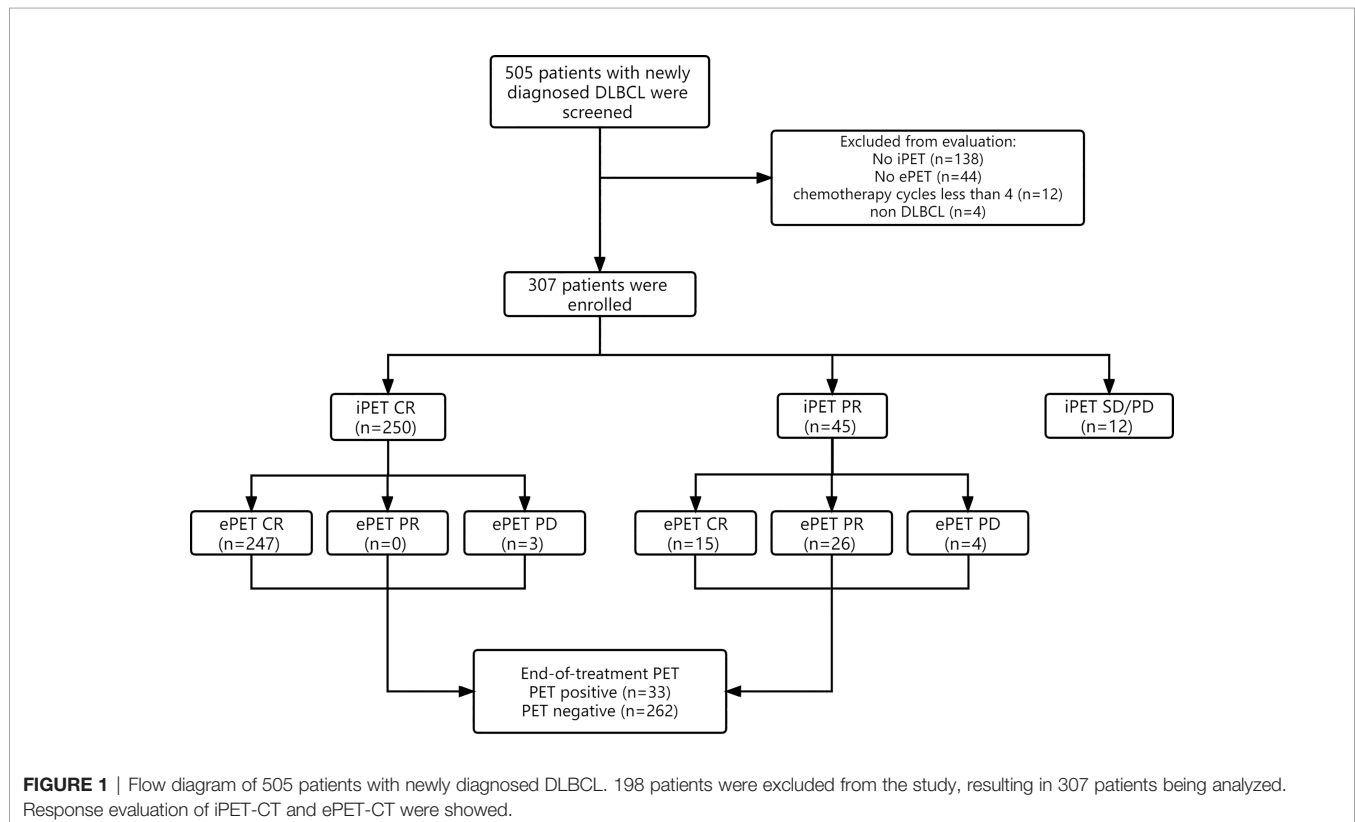 505 patients with newly
diagnosed DLBCL were
screened
Excluded from evaluation:
No iPET (n=138)
No ePET (n=44)
chemotherapy cycles less than 4 (n=12)
non DLBCL (n=4)
307 patients were
enrolled
iPET CR
(n=250)
iPET PR
(n=45)
iPET SD/PD
(n=12)
ePET CR
(n=247)
ePET PR
(n=0)
ePET PD
(n=3)
ePET CR
(n=15)
ePET PR
(n=26)
ePET PD
(n=4)
End-of-treatment PET
PET positive (n=33)
PET negative (n=262)
FIGURE 1 | Flow diagram of 505 patients with newly diagnosed DLBCL. 198 patients were excluded from the study, resulting in 307 patients being analyzed.
Response evaluation of iPET-CT and ePET-CT were showed.